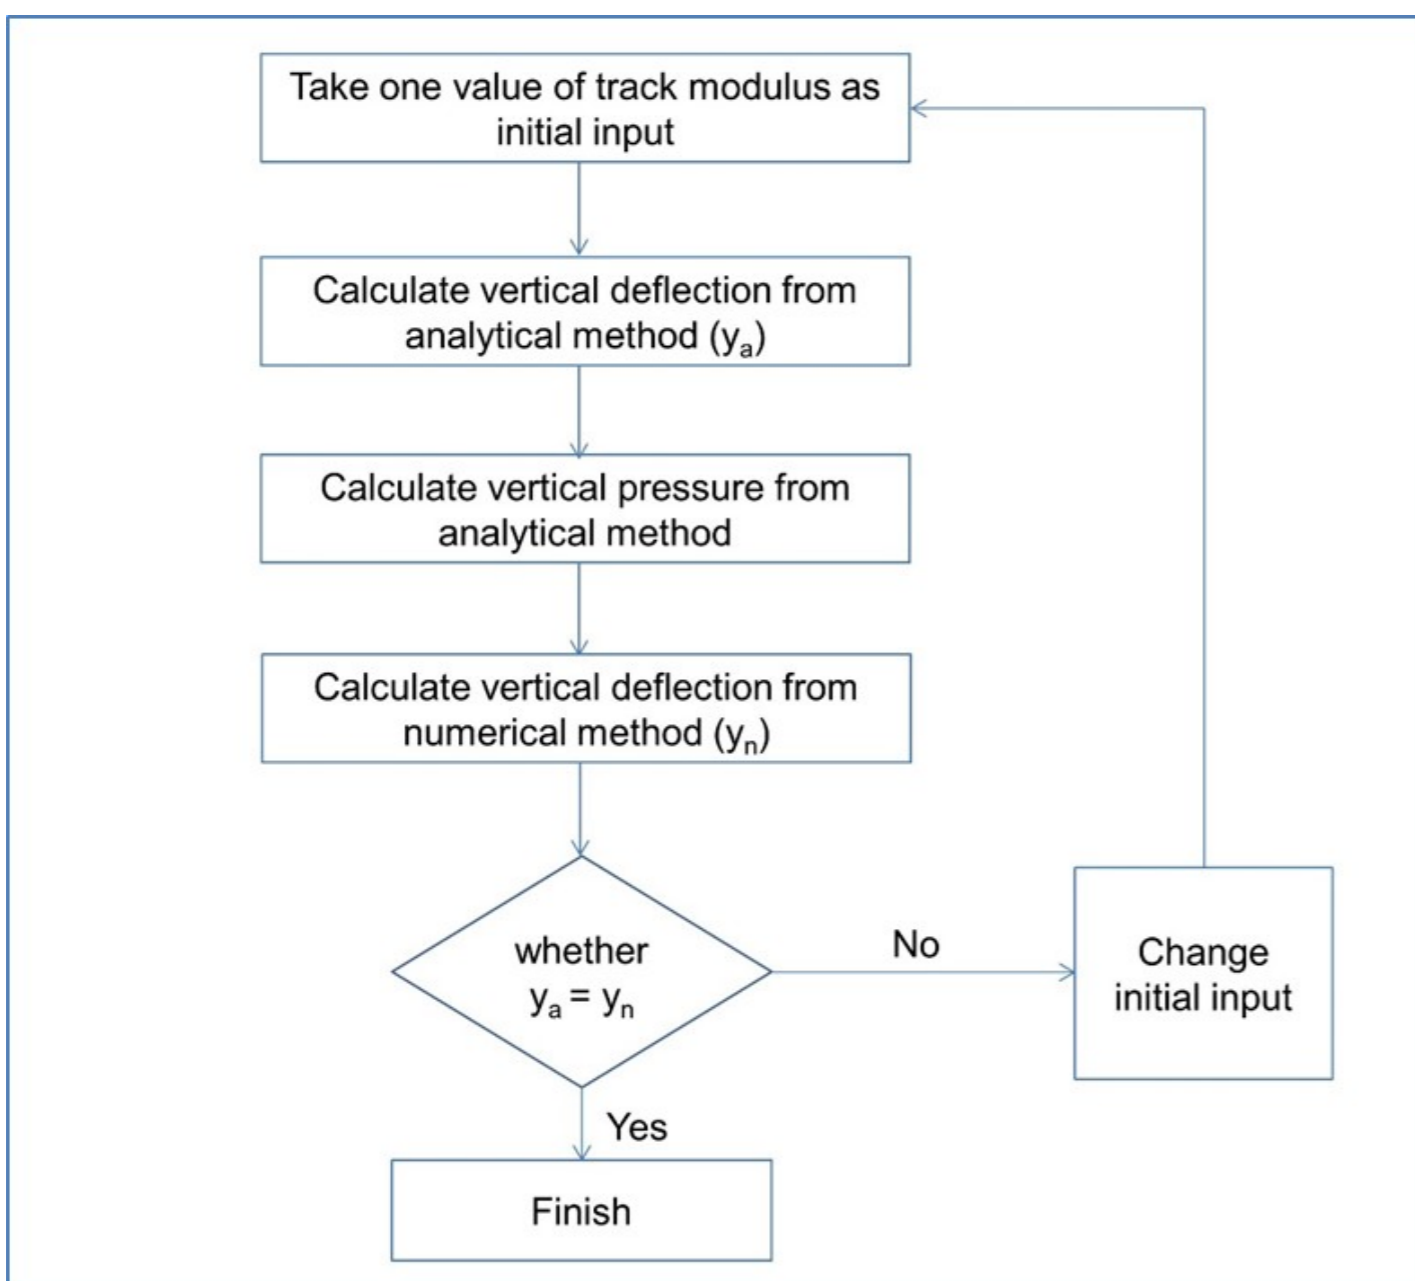 Take one value of track modulus as
initial input
Calculate vertical deflection from
analytical method (yₐ)
Calculate vertical pressure from
analytical method
Calculate vertical deflection from
numerical method (yₙ)
whether
yₐ = yₙ
No
Change
initial input
Yes
Finish